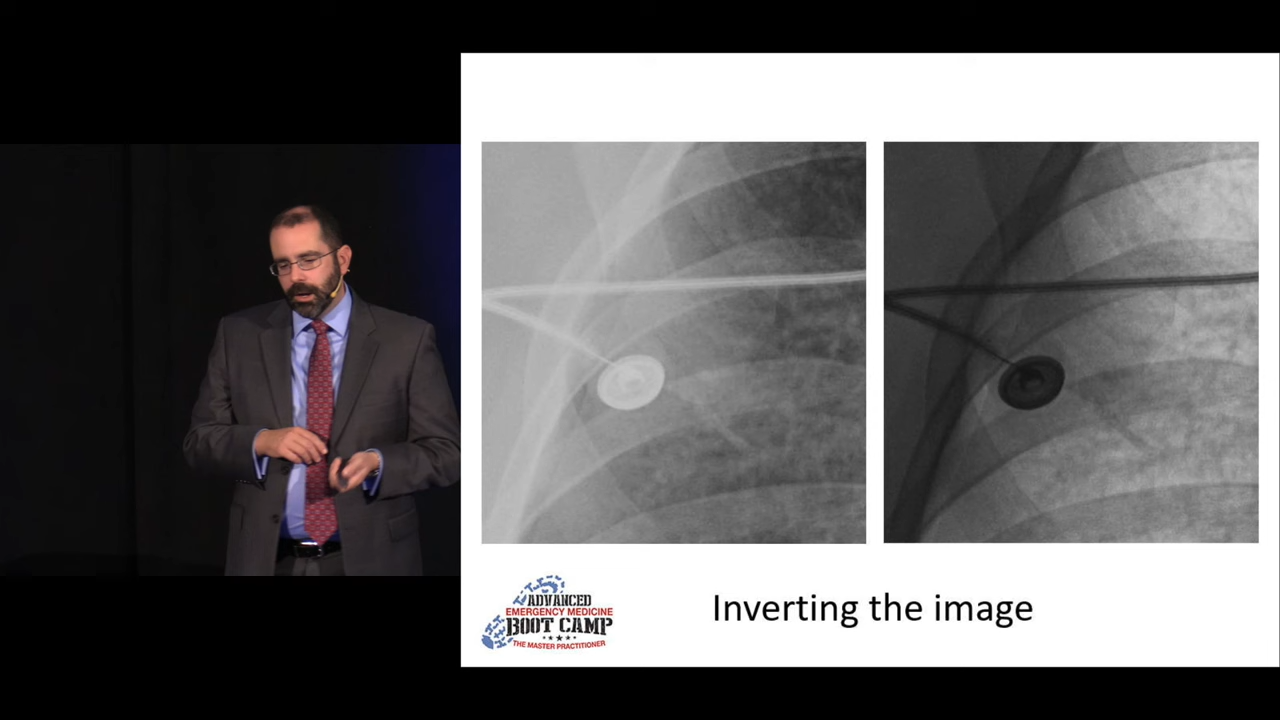 ADVANCED
EMERGENCY MEDICINE
BOOT CAMP
THE MASTER PRACTITIONER
Inverting the image